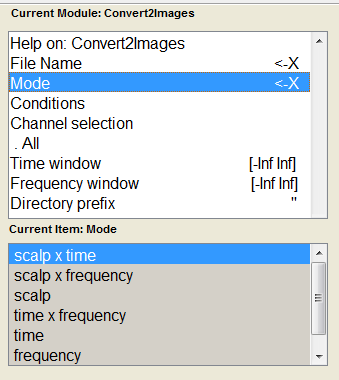 Current Module: Convert2Images
Help on: Convert2Images
File Name <-X
Mode <-X
Conditions
Channel selection
. All
Time window [-Inf Inf]
Frequency window [-Inf Inf]
Directory prefix ''
Current Item: Mode
scalp x time
scalp x frequency
scalp
time x frequency
time
frequency